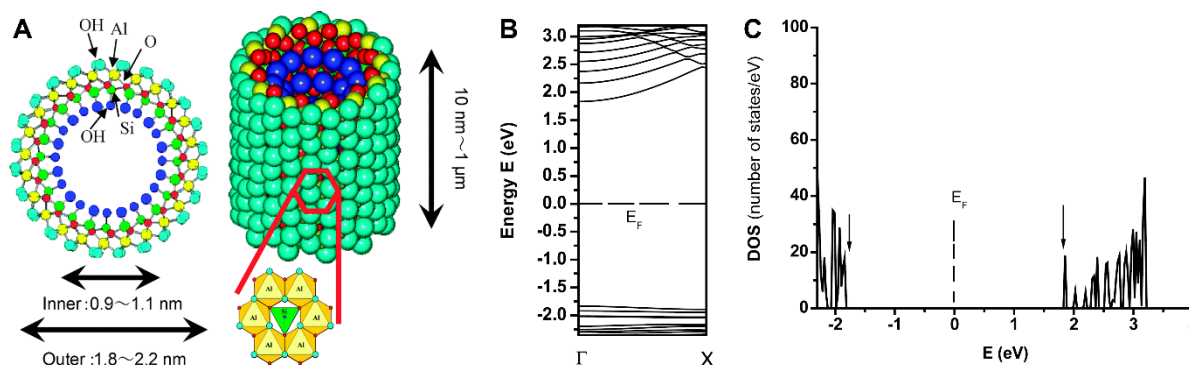 A
OH
Al
O
OH
Si
Inner:0.9～1.1 nm
Outer :1.8～2.2 nm
10 nm～1 μm
Al
Al
Al
Si
Al
Al
Al
B
Energy E (eV)
3.0
2.5
2.0
1.5
1.0
0.5
0.0
-0.5
-1.0
-1.5
-2.0
E_F
Γ
X
C
DOS (number of states/eV)
100
80
60
40
20
0
E_F
-2
-1
0
1
2
3
E (eV)